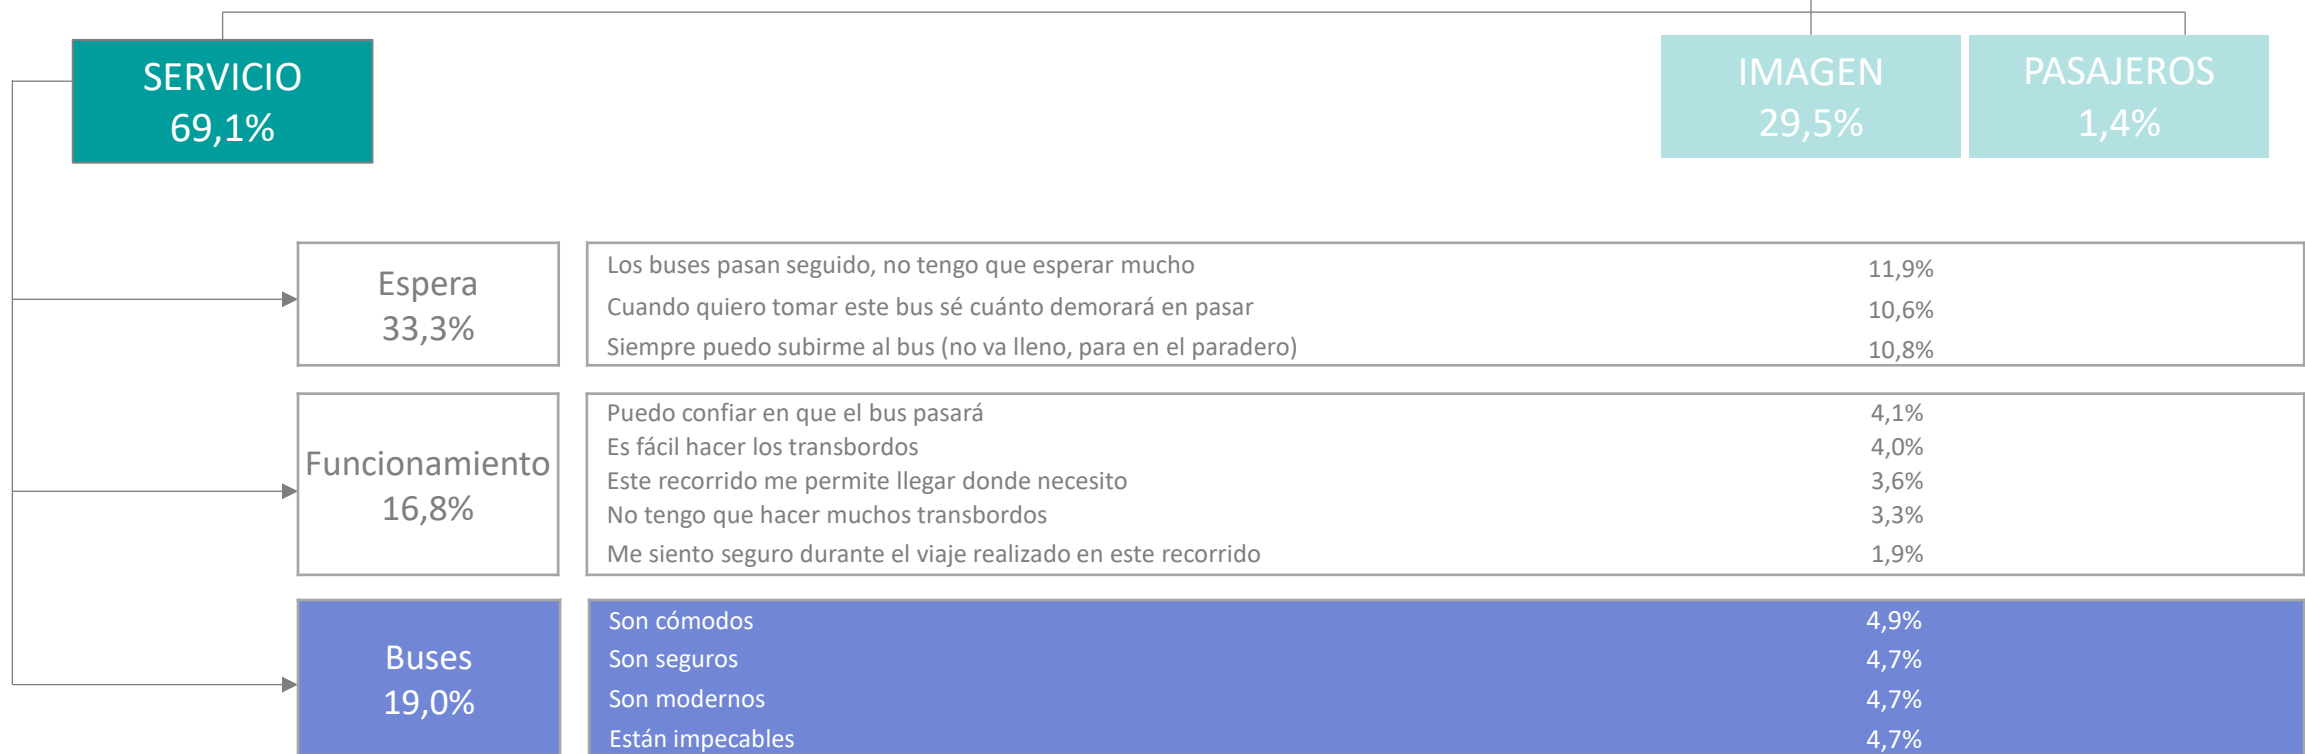 SERVICIO
69,1%
IMAGEN
29,5%
PASAJEROS
1,4%
Espera
33,3%
Los buses pasan seguido, no tengo que esperar mucho 11,9%
Cuando quiero tomar este bus sé cuánto demorará en pasar 10,6%
Siempre puedo subirme al bus (no va lleno, para en el paradero) 10,8%
Funcionamiento
16,8%
Puedo confiar en que el bus pasará 4,1%
Es fácil hacer los transbordos 4,0%
Este recorrido me permite llegar donde necesito 3,6%
No tengo que hacer muchos transbordos 3,3%
Me siento seguro durante el viaje realizado en este recorrido 1,9%
Buses
19,0%
Son cómodos 4,9%
Son seguros 4,7%
Son modernos 4,7%
Están impecables 4,7%